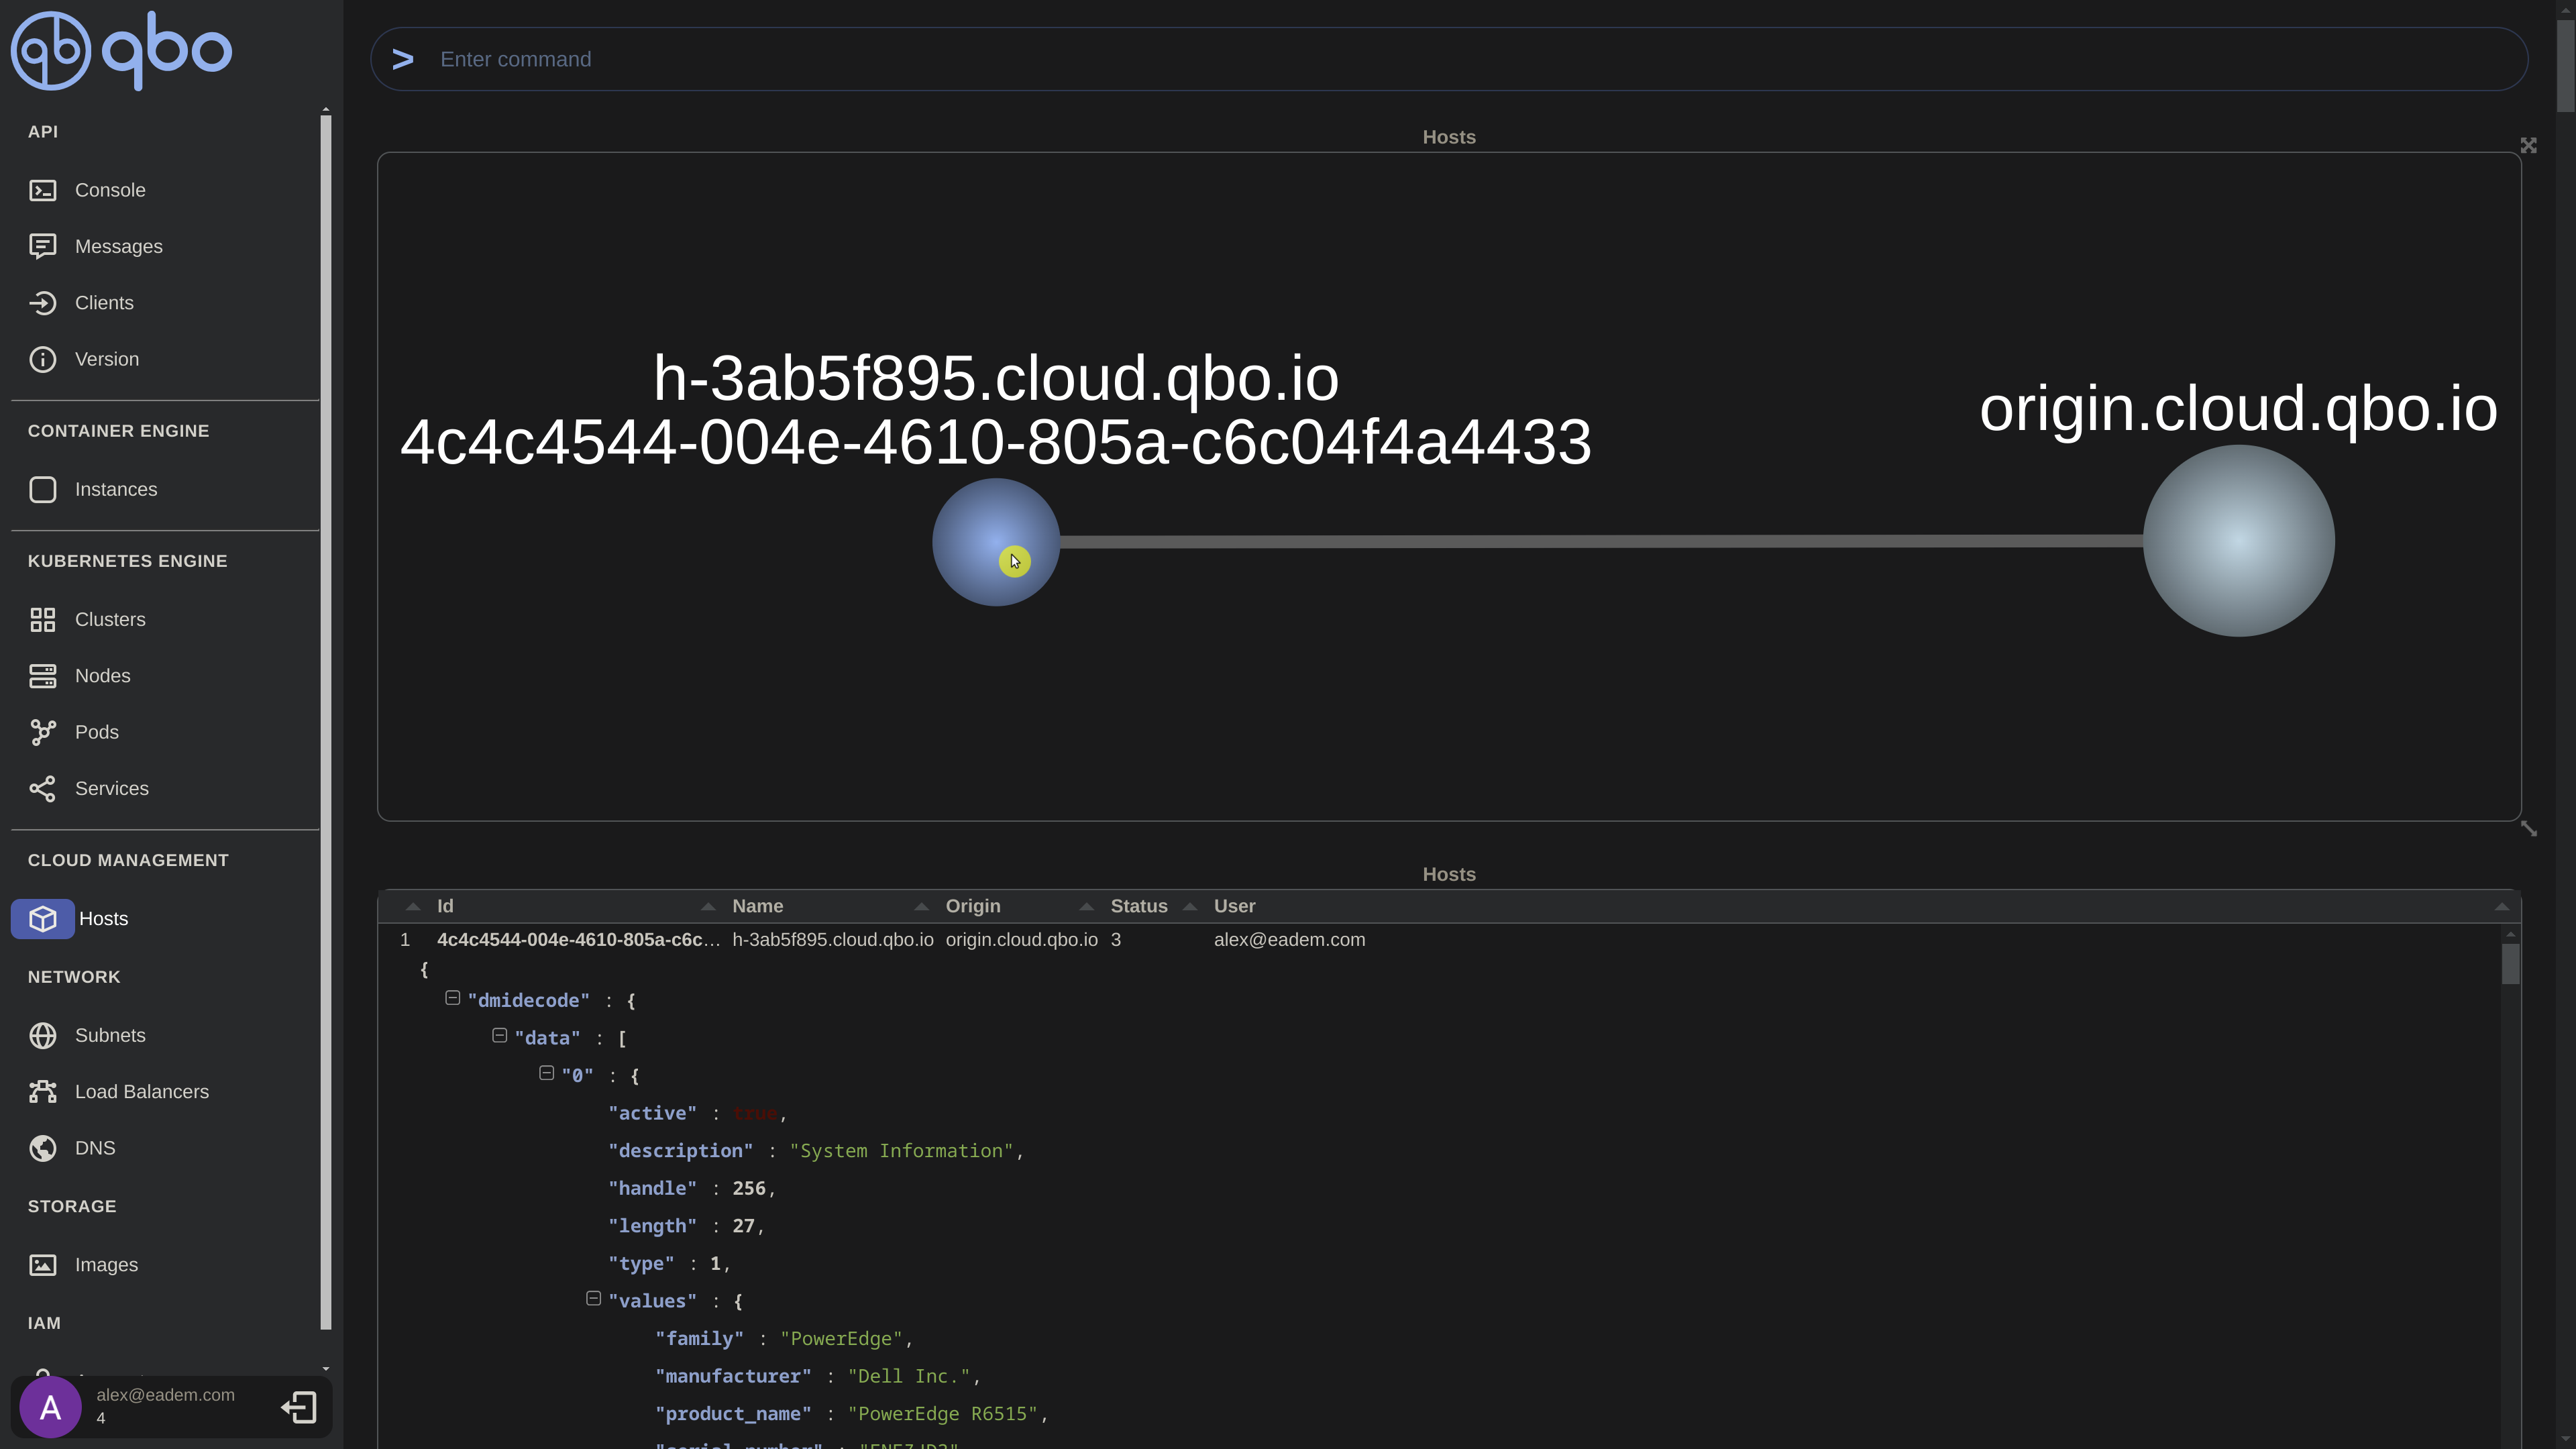 qbo
API
Console
Messages
Clients
Version
CONTAINER ENGINE
Instances
KUBERNETES ENGINE
Clusters
Nodes
Pods
Services
CLOUD MANAGEMENT
Hosts
NETWORK
Subnets
Load Balancers
DNS
STORAGE
Images
IAM
A
alex@eadem.com
4
> Enter command
Hosts
h-3ab5f895.cloud.qbo.io
4c4c4544-004e-4610-805a-c6c04f4a4433
origin.cloud.qbo.io
Hosts
Id Name Origin Status User
1 4c4c4544-004e-4610-805a-c6c… h-3ab5f895.cloud.qbo.io origin.cloud.qbo.io 3 alex@eadem.com
{
"dmidecode" : {
"data" : [
"0" : {
"active" : true,
"description" : "System Information",
"handle" : 256,
"length" : 27,
"type" : 1,
"values" : {
"family" : "PowerEdge",
"manufacturer" : "Dell Inc.",
"product_name" : "PowerEdge R6515",
"serial_number" :